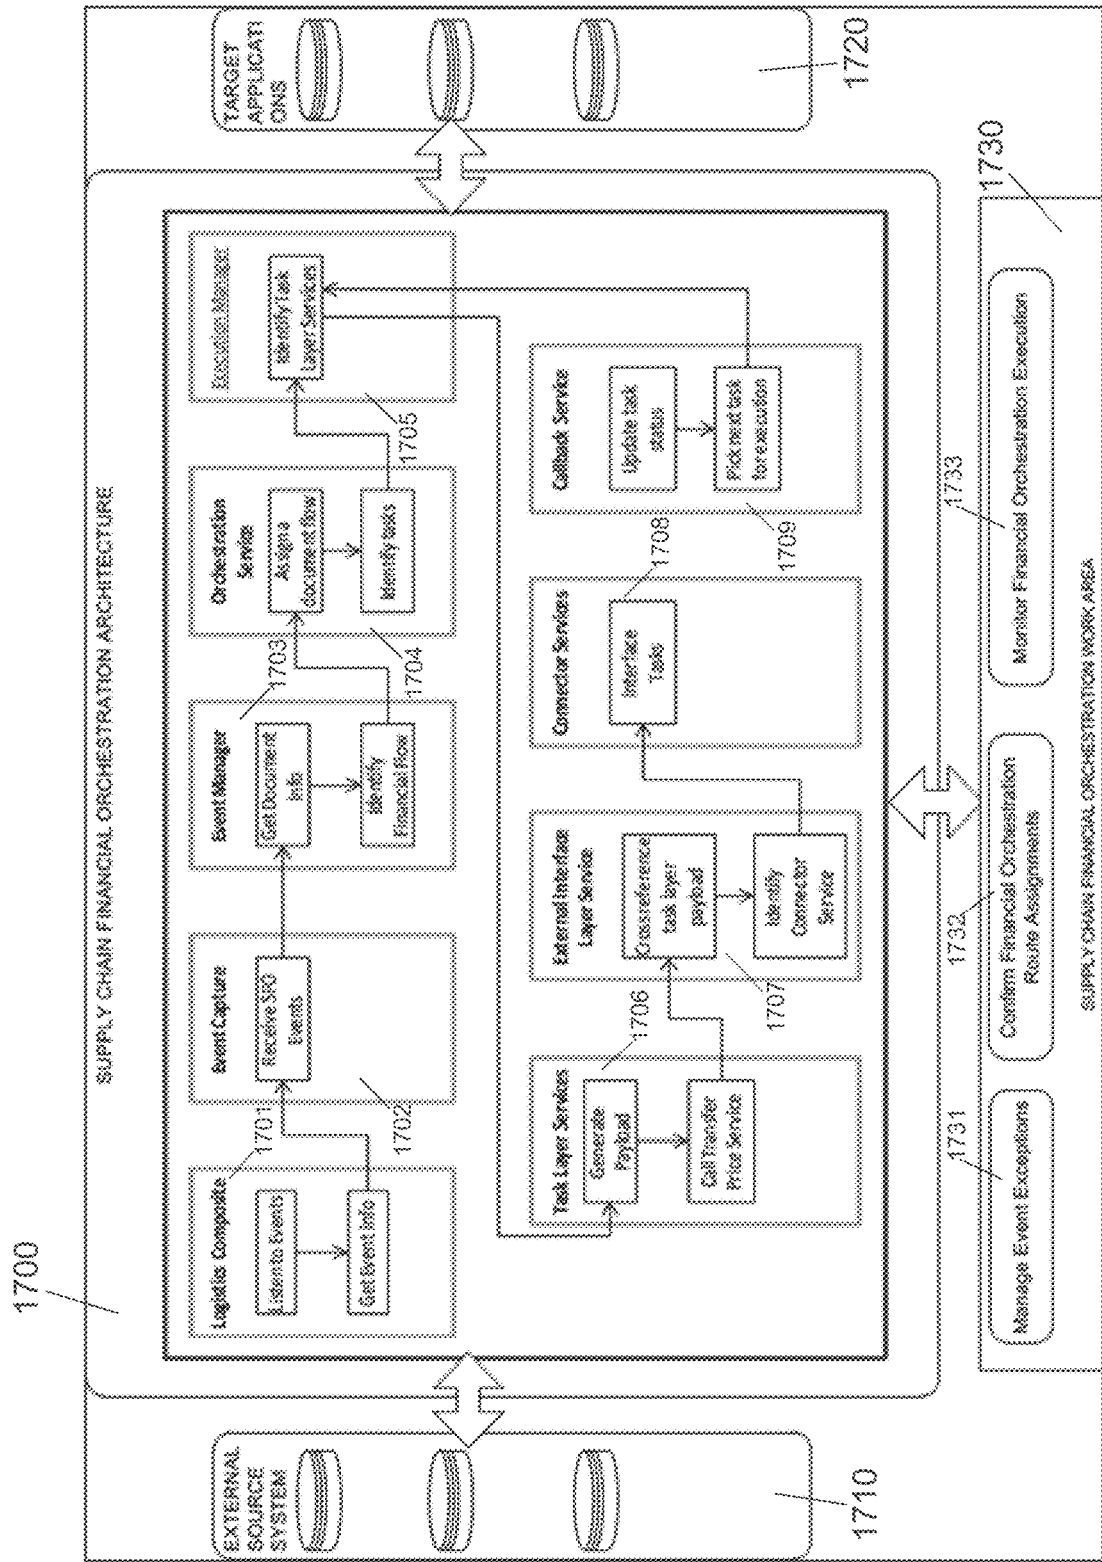 1700
SUPPLY CHAIN FINANCIAL ORCHESTRATION ARCHITECTURE
EXTERNAL
SOURCE
SYSTEM
1710
Logistics Composite
Listen to Events
Get Event Info
1701
Event Capture
Receive SFO
Events
1702
Event Manager
Get Document
Info
Identify
Financial Flow
1703
Orchestration
Service
Assign a
document flow
Identify tasks
1704
Execution Manager
Identify Task
Layer Services
1705
Task Layer Services
Generate
Payload
Call Transfer
Price Service
1706
External Interface
Layer Service
Cross reference
task layer
payload
Identify
Connector
Service
1707
Connector Services
Interface
Tasks
1708
Callback Service
Update task
status
Pick next task
for execution
1709
TARGET
APPLICATI
ONS
1720
1731
Manage Event Exceptions
1732
Confirm Financial Orchestration
Route Assignments
1733
Monitor Financial Orchestration Execution
1730
SUPPLY CHAIN FINANCIAL ORCHESTRATION WORK AREA